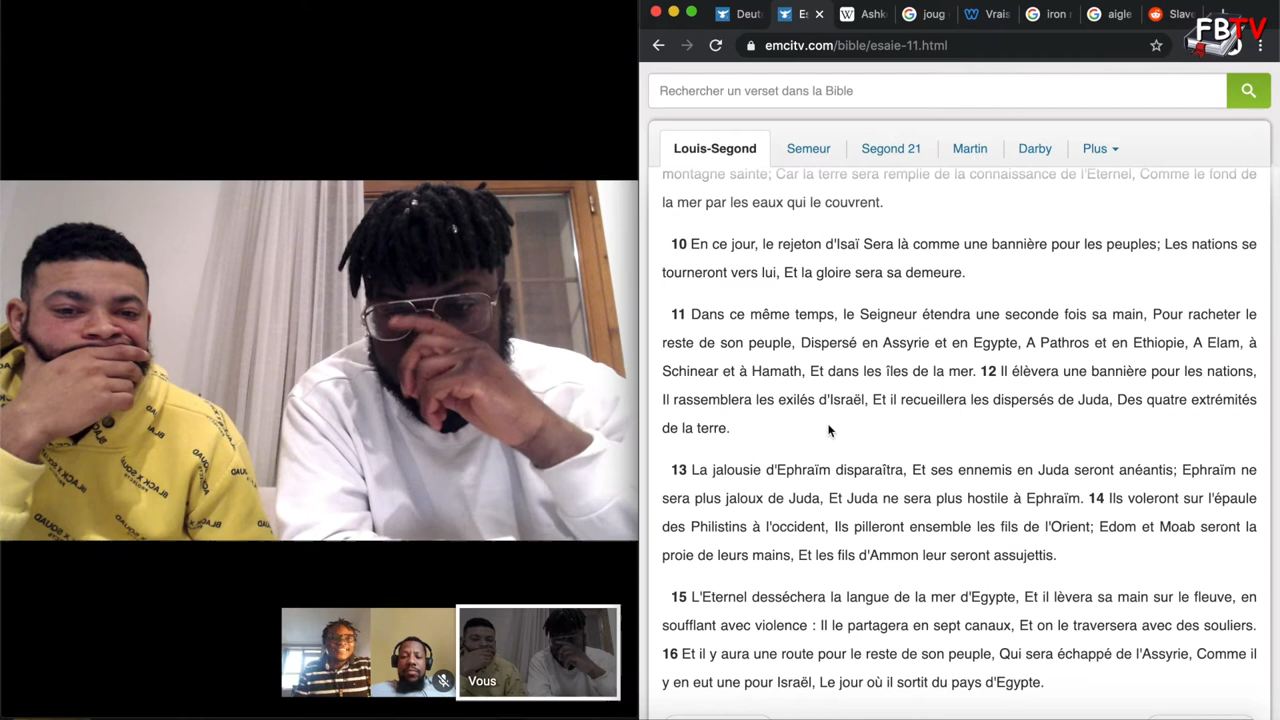 FBTV
Deut
Es
Ashk
joug
Vrais
iron
aigle
Slave
emcitv.com/bible/esaie-11.html
Rechercher un verset dans la Bible
Louis-Segond Semeur Segond 21 Martin Darby Plus
montagne sainte; Car la terre sera remplie de la connaissance de l'Eternel, Comme le fond de
la mer par les eaux qui le couvrent.
10 En ce jour, le rejeton d'Isaï Sera là comme une bannière pour les peuples; Les nations se
tourneront vers lui, Et la gloire sera sa demeure.
11 Dans ce même temps, le Seigneur étendra une seconde fois sa main, Pour racheter le
reste de son peuple, Dispersé en Assyrie et en Egypte, A Pathros et en Ethiopie, A Elam, à
Schinear et à Hamath, Et dans les îles de la mer. 12 Il élèvera une bannière pour les nations,
Il rassemblera les exilés d'Israël, Et il recueillera les dispersés de Juda, Des quatre extrémités
de la terre.
13 La jalousie d'Ephraïm disparaîtra, Et ses ennemis en Juda seront anéantis; Ephraïm ne
sera plus jaloux de Juda, Et Juda ne sera plus hostile à Ephraïm. 14 Ils voleront sur l'épaule
des Philistins à l'occident, Ils pilleront ensemble les fils de l'Orient; Edom et Moab seront la
proie de leurs mains, Et les fils d'Ammon leur seront assujettis.
15 L'Eternel desséchera la langue de la mer d'Egypte, Et il lèvera sa main sur le fleuve, en
soufflant avec violence : Il le partagera en sept canaux, Et on le traversera avec des souliers.
16 Et il y aura une route pour le reste de son peuple, Qui sera échappé de l'Assyrie, Comme il
y en eut une pour Israël, Le jour où il sortit du pays d'Egypte.
Vous